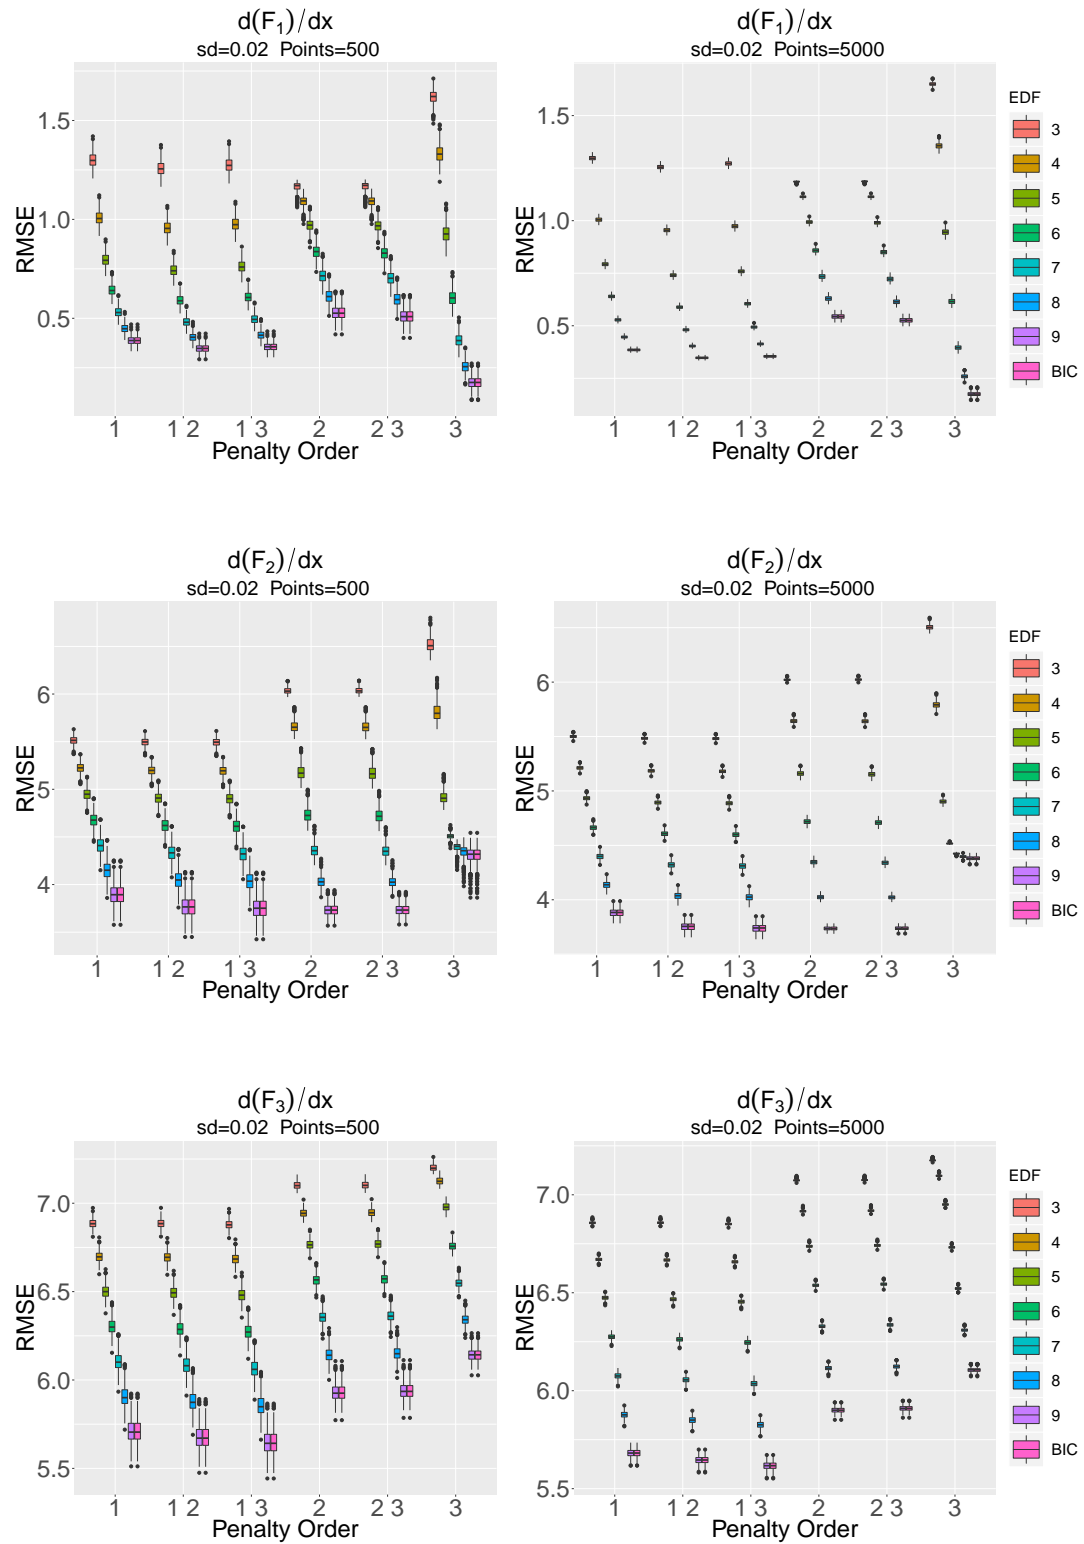 d(F1)/dx
sd=0.02 Points=500
RMSE
1.5
1.0
0.5
1 1 2 1 3 2 2 3 3
Penalty Order
d(F1)/dx
sd=0.02 Points=5000
RMSE
1.5
1.0
0.5
1 1 2 1 3 2 2 3 3
Penalty Order
EDF
3
4
5
6
7
8
9
BIC
d(F2)/dx
sd=0.02 Points=500
RMSE
6
5
4
1 1 2 1 3 2 2 3 3
Penalty Order
d(F2)/dx
sd=0.02 Points=5000
RMSE
6
5
4
1 1 2 1 3 2 2 3 3
Penalty Order
EDF
3
4
5
6
7
8
9
BIC
d(F3)/dx
sd=0.02 Points=500
RMSE
7.0
6.5
6.0
5.5
1 1 2 1 3 2 2 3 3
Penalty Order
d(F3)/dx
sd=0.02 Points=5000
RMSE
7.0
6.5
6.0
5.5
1 1 2 1 3 2 2 3 3
Penalty Order
EDF
3
4
5
6
7
8
9
BIC